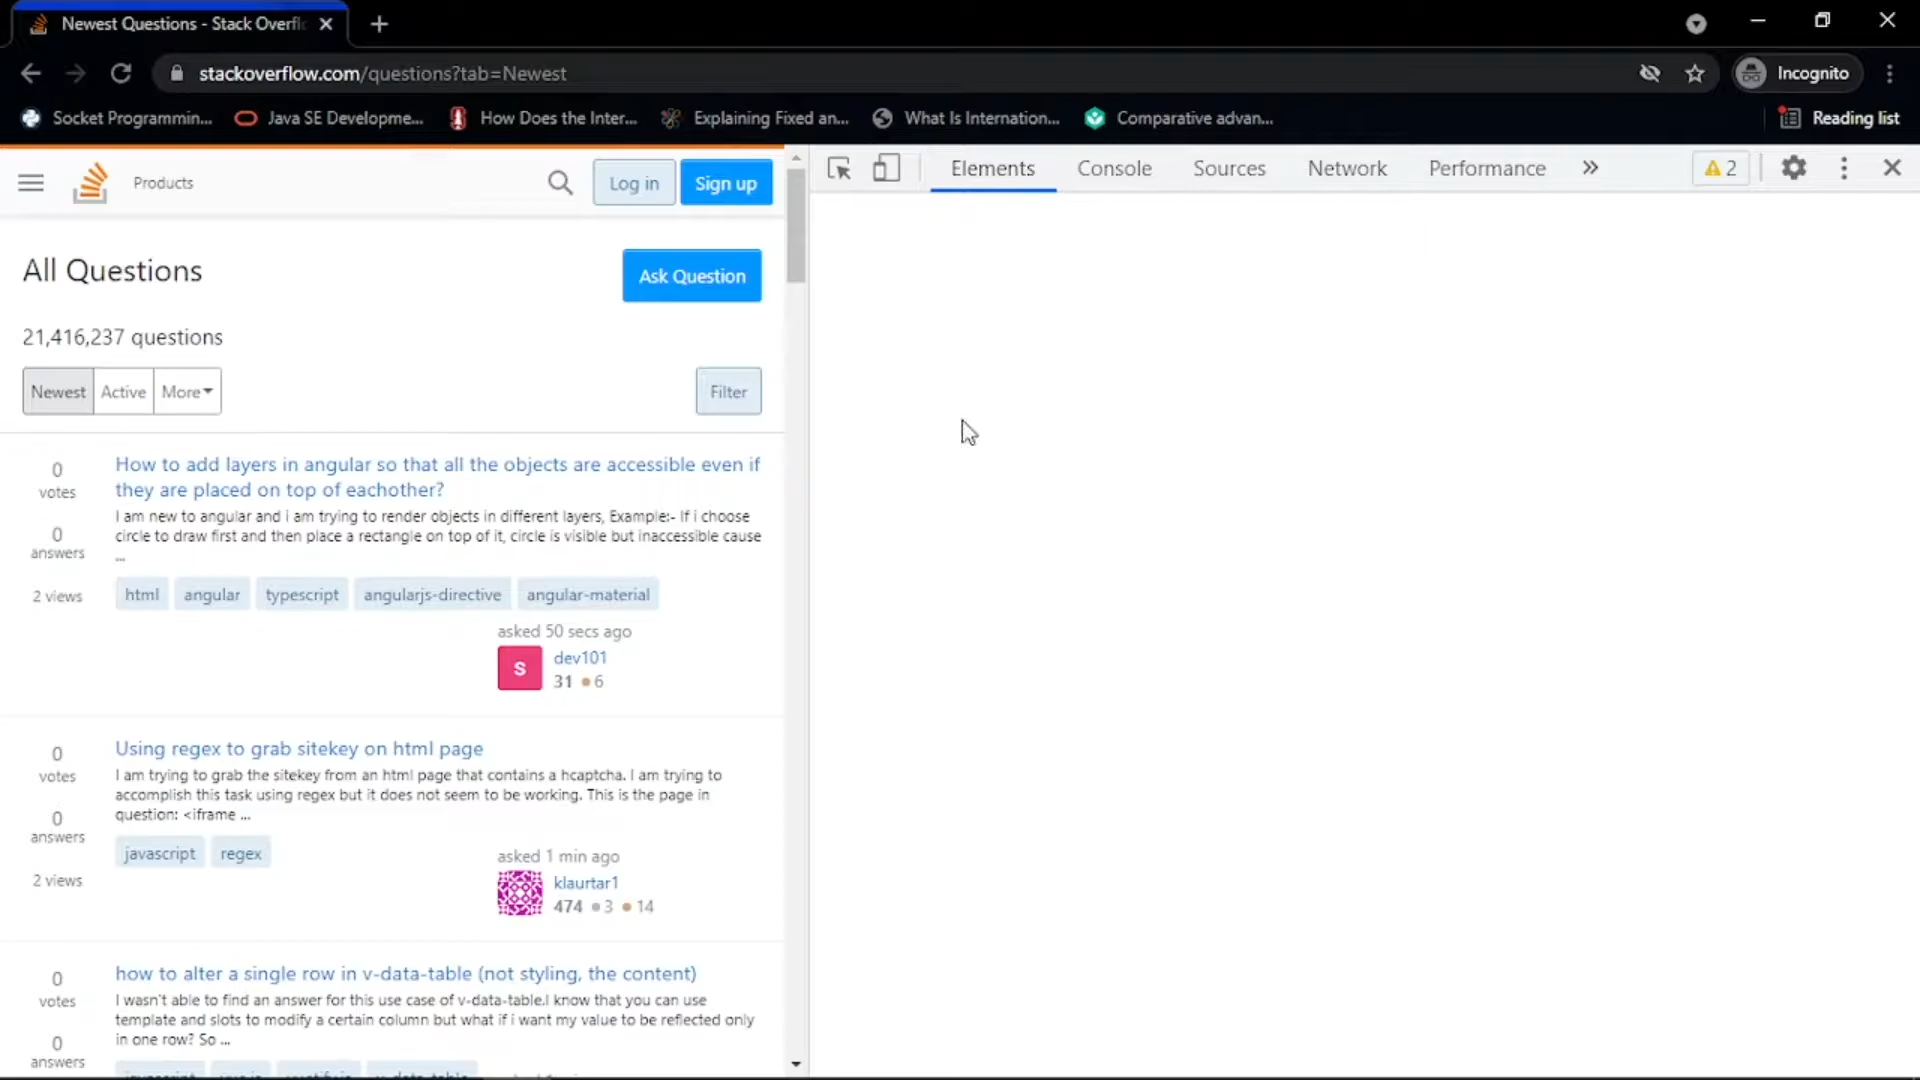 Newest Questions - Stack Overfl
stackoverflow.com/questions?tab=Newest
Incognito
Socket Programmin...
Java SE Developme...
How Does the Inter...
Explaining Fixed an...
What Is Internation...
Comparative advan...
Reading list
Products
Log in
Sign up
Elements
Console
Sources
Network
Performance
2
All Questions
Ask Question
21,416,237 questions
Newest
Active
More
Filter
0
votes
0
answers
2 views
How to add layers in angular so that all the objects are accessible even if
they are placed on top of eachother?
I am new to angular and i am trying to render objects in different layers, Example:- If i choose
circle to draw first and then place a rectangle on top of it, circle is visible but inaccessible cause
...
html
angular
typescript
angularjs-directive
angular-material
asked 50 secs ago
S
dev101
31 6
0
votes
0
answers
2 views
Using regex to grab sitekey on html page
I am trying to grab the sitekey from an html page that contains a hcaptcha. I am trying to
accomplish this task using regex but it does not seem to be working. This is the page in
question: <iframe ...
javascript
regex
asked 1 min ago
klaurtar1
474 3 14
0
votes
0
answers
how to alter a single row in v-data-table (not styling, the content)
I wasn't able to find an answer for this use case of v-data-table.I know that you can use
template and slots to modify a certain column but what if i want my value to be reflected only
in one row? So ...